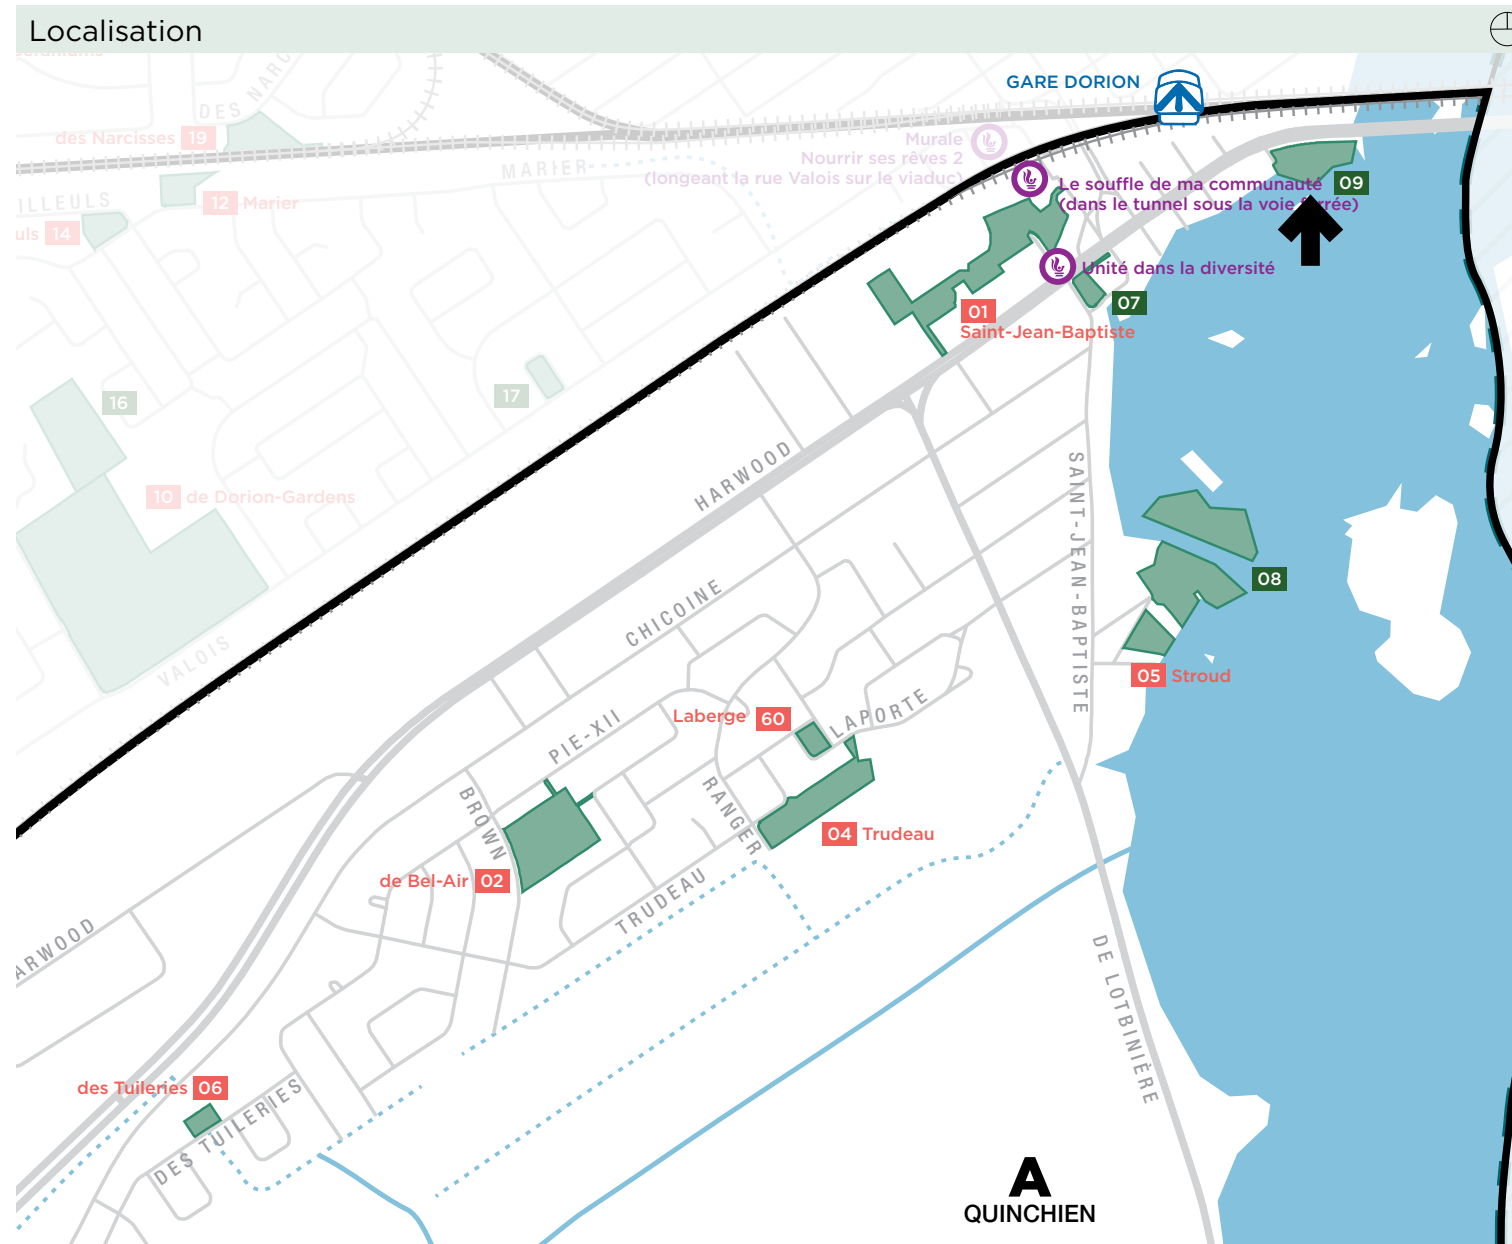 Localisation
GARE DORION
DES NARC
des Narcisses 19
Murale
Nourrir ses rêves 2
(longeant la rue Valois sur le viaduc)
MARIER
Le souffle de ma communauté 09
(dans le tunnel sous la voie ferrée)
ILLEULS
12 Marier
uls 14
Unité dans la diversité
07
01
Saint-Jean-Baptiste
17
16
HARWOOD
SAINT-JEAN-BAPTISTE
10 de Dorion-Gardens
08
CHICOINE
VALOIS
05 Stroud
Laberge 60
LAPORTE
PIE-XII
BROWN
RANGER
04 Trudeau
de Bel-Air 02
TRUDEAU
ARWOOD
DE LOTBINIÈRE
des Tuileries 06
DES TUILERIES
A
QUINCHIEN